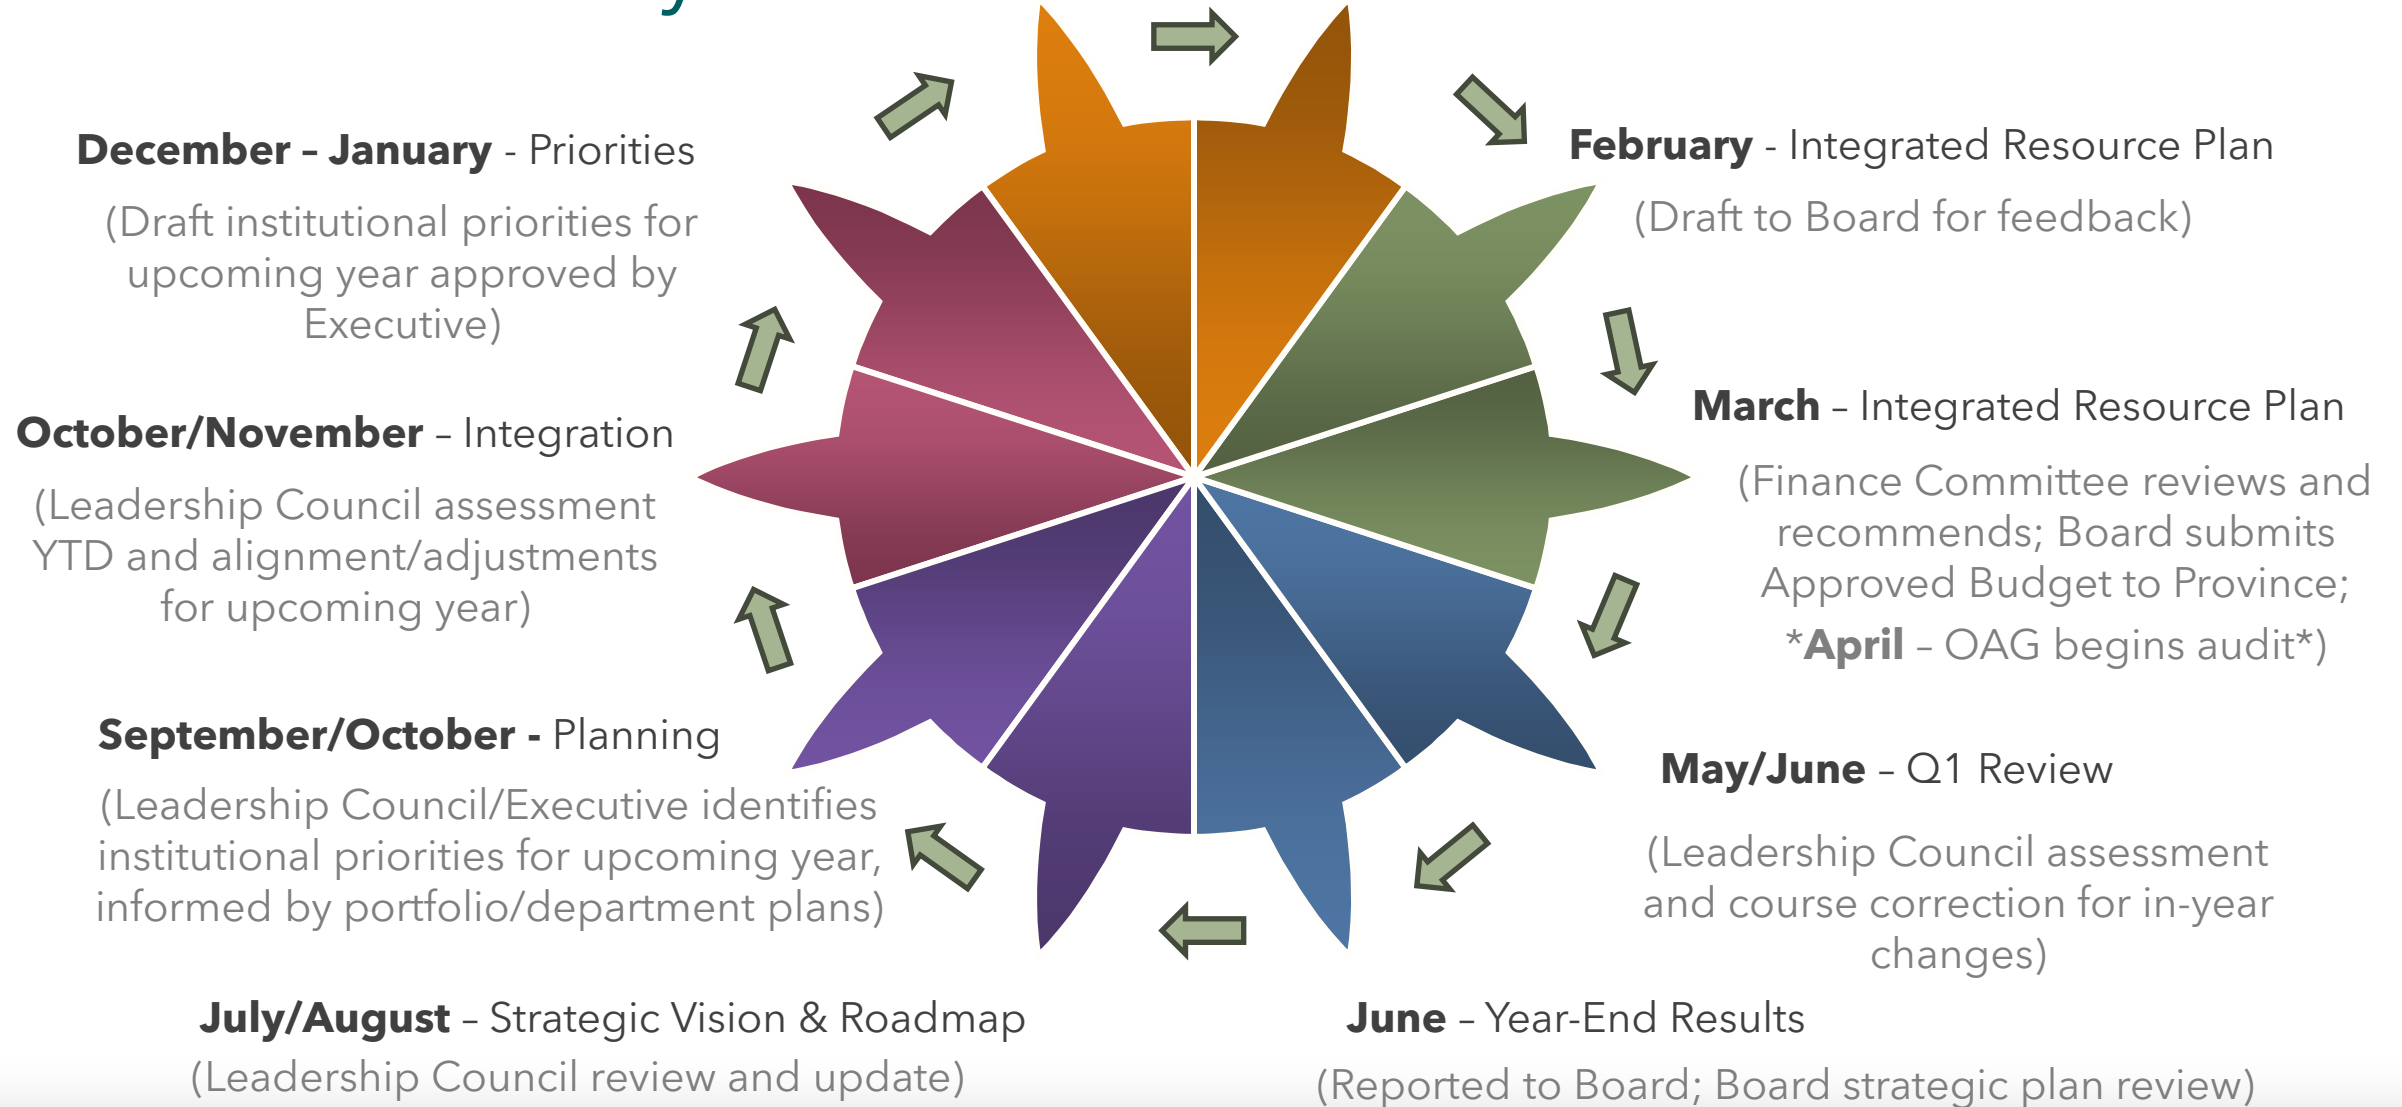 December – January - Priorities
(Draft institutional priorities for
upcoming year approved by
Executive)
October/November – Integration
(Leadership Council assessment
YTD and alignment/adjustments
for upcoming year)
September/October - Planning
(Leadership Council/Executive identifies
institutional priorities for upcoming year,
informed by portfolio/department plans)
July/August – Strategic Vision & Roadmap
(Leadership Council review and update)
February - Integrated Resource Plan
(Draft to Board for feedback)
March – Integrated Resource Plan
(Finance Committee reviews and
recommends; Board submits
Approved Budget to Province;
*April – OAG begins audit*)
May/June – Q1 Review
(Leadership Council assessment
and course correction for in-year
changes)
June – Year-End Results
(Reported to Board; Board strategic plan review)